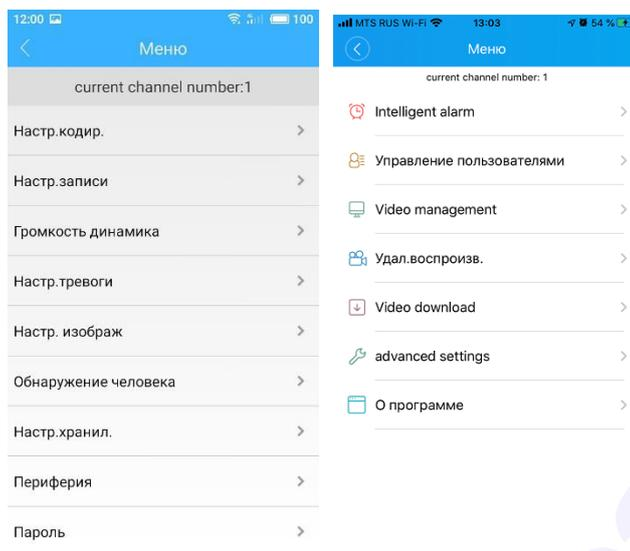 12:00 100
Меню
current channel number:1
Настр.кодир.
Настр.записи
Громкость динамика
Настр.тревоги
Настр. изображ
Обнаружение человека
Настр.хранил.
Периферия
Пароль
MTS RUS Wi-Fi 13:03 54 %
Меню
current channel number: 1
Intelligent alarm
Управление пользователями
Video management
Удал.воспроизв.
Video download
advanced settings
О программе